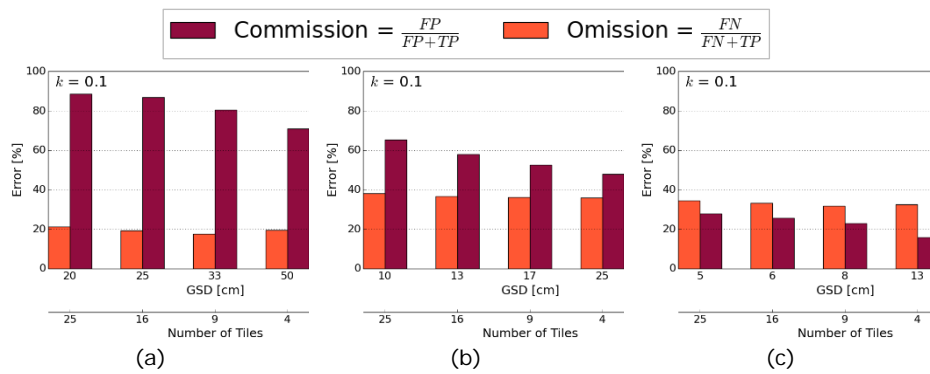 Commission = FP/FP+TP Omission = FN/FN+TP
k = 0.1 k = 0.1 k = 0.1
100 100 100
80 80 80
60 60 60
40 40 40
20 20 20
0 0 0
Error [%] Error [%] Error [%]
20 25 33 50 10 13 17 25 5 6 8 13
GSD [cm] GSD [cm] GSD [cm]
25 16 9 4 25 16 9 4 25 16 9 4
Number of Tiles Number of Tiles Number of Tiles
(a) (b) (c)